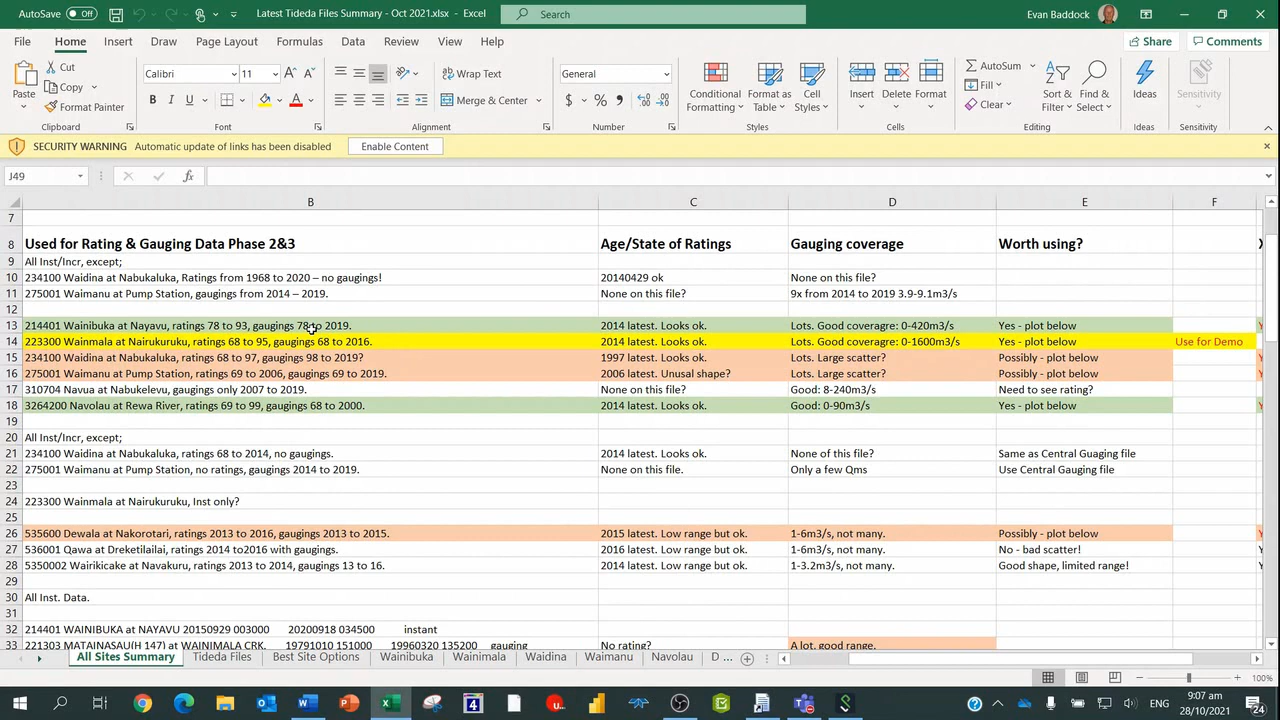 AutoSave Off Latest Tideda Files Summary - Oct 2021.xlsx - Excel Search Evan Baddock
File Home Insert Draw Page Layout Formulas Data Review View Help Share Comments
Paste Cut Copy Format Painter Clipboard
Calibri 11 B I U Font
Wrap Text Merge & Center Alignment
General $ % Number
Conditional Formatting Format as Table Cell Styles Styles
Insert Delete Format Cells
AutoSum Fill Clear Sort & Filter Find & Select Editing
Ideas Ideas
Sensitivity Sensitivity
SECURITY WARNING Automatic update of links has been disabled Enable Content
J49 fx
B C D E F
7
8 Used for Rating & Gauging Data Phase 2&3 Age/State of Ratings Gauging coverage Worth using?
9 All Inst/Incr, except;
10 234100 Waidina at Nabukaluka, Ratings from 1968 to 2020 – no gaugings! 20140429 ok None on this file?
11 275001 Waimanu at Pump Station, gaugings from 2014 – 2019. None on this file? 9x from 2014 to 2019 3.9-9.1m3/s
12
13 214401 Wainibuka at Nayavu, ratings 78 to 93, gaugings 78 to 2019. 2014 latest. Looks ok. Lots. Good coveragre: 0-420m3/s Yes - plot below
14 223300 Wainmala at Nairukuruku, ratings 68 to 95, gaugings 68 to 2016. 2014 latest. Looks ok. Lots. Good coveragre: 0-1600m3/s Yes - plot below Use for Demo
15 234100 Waidina at Nabukaluka, ratings 68 to 97, gaugings 98 to 2019? 1997 latest. Looks ok. Lots. Large scatter? Possibly - plot below
16 275001 Waimanu at Pump Station, ratings 69 to 2006, gaugings 69 to 2019. 2006 latest. Unusal shape? Lots. Large scatter? Possibly - plot below
17 310704 Navua at Nabukelevu, gaugings only 2007 to 2019. None on this file? Good: 8-240m3/s Need to see rating?
18 3264200 Navolau at Rewa River, ratings 69 to 99, gaugings 68 to 2000. 2014 latest. Looks ok. Good: 0-90m3/s Yes - plot below
19
20 All Inst/Incr, except;
21 234100 Waidina at Nabukaluka, ratings 68 to 2014, no gaugings. 2014 latest. Looks ok. None of this file? Same as Central Guaging file
22 275001 Waimanu at Pump Station, no ratings, gaugings 2014 to 2019. None on this file. Only a few Qms Use Central Gauging file
23
24 223300 Wainmala at Nairukuruku, Inst only?
25
26 535600 Dewala at Nakorotari, ratings 2013 to 2016, gaugings 2013 to 2015. 2015 latest. Low range but ok. 1-6m3/s, not many. Possibly - plot below
27 536001 Qawa at Dreketilailai, ratings 2014 to2016 with gaugings. 2016 latest. Low range but ok. 1-6m3/s, not many. No - bad scatter!
28 5350002 Wairikicake at Navakuru, ratings 2013 to 2014, gaugings 13 to 16. 2014 latest. Low range but ok. 1-3.2m3/s, not many. Good shape, limited range!
29
30 All Inst. Data.
31
32 214401 WAINIBUKA at NAYAVU 20150929 003000 20200918 034500 instant
33 221303 MATAINASAU(H 147) at WAINIMALA CRK. 19791010 151000 19960320 135200 gauging No rating? A lot, good range.
All Sites Summary Tideda Files Best Site Options Wainibuka Wainimala Waidina Waimanu Navolau D ...
100%
ENG 9:07 am
28/10/2021 24